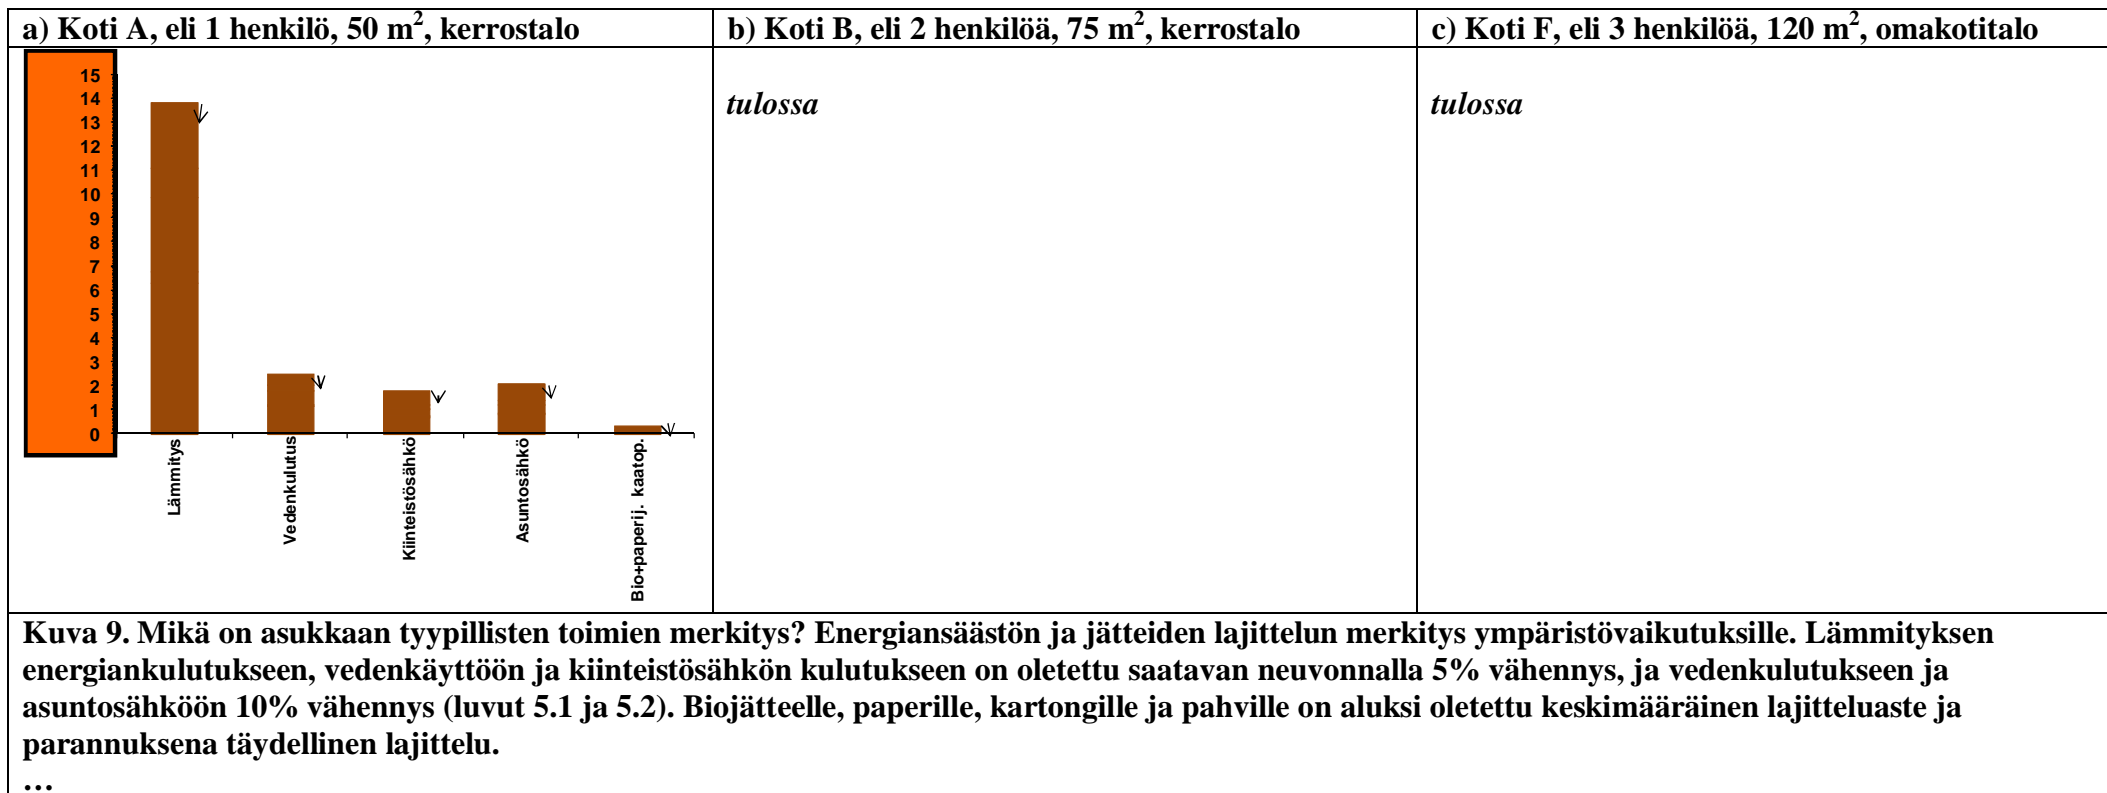 a) Koti A, eli 1 henkilö, 50 m², kerrostalo
b) Koti B, eli 2 henkilöä, 75 m², kerrostalo
c) Koti F, eli 3 henkilöä, 120 m², omakotitalo
15
14
13
12
11
10
9
8
7
6
5
4
3
2
1
0
Lämmitys
Vedenkulutus
Kiinteistösähkö
Asuntosähkö
Bio+paperij. kaatop.
tulossa
tulossa
Kuva 9. Mikä on asukkaan tyypillisten toimien merkitys? Energiansäästön ja jätteiden lajittelun merkitys ympäristövaikutuksille. Lämmityksen
energiankulutukseen, vedenkäyttöön ja kiinteistösähkön kulutukseen on oletettu saatavan neuvonnalla 5% vähennys, ja vedenkulutukseen ja
asuntosähköön 10% vähennys (luvut 5.1 ja 5.2). Biojätteelle, paperille, kartongille ja pahville on aluksi oletettu keskimääräinen lajitteluaste ja
parannuksena täydellinen lajittelu.
…